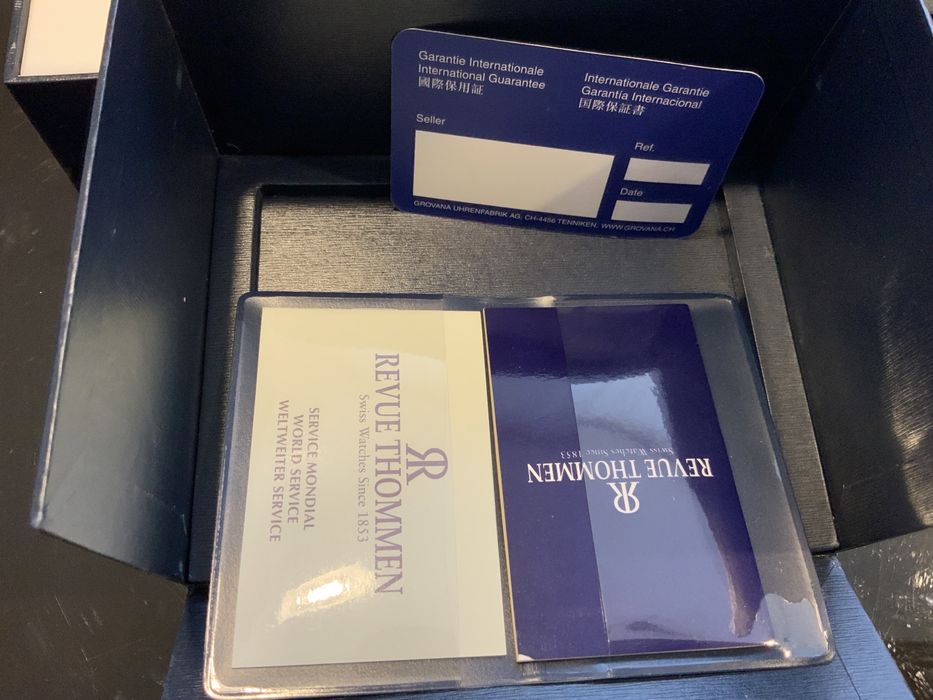 Garantie Internationale
International Guarantee
國際保用証
Internationale Garantie
Garantía Internacional
国際保証書
Seller
Ref.
Date
GROVANA UHRENFABRIK AG, CH-4456 TENNIKEN, WWW.GROVANA.CH
REVUE THOMMEN
Swiss Watches Since 1853
SERVICE MONDIAL
WORLD SERVICE
WELTWEITER SERVICE
REVUE THOMMEN
Swiss Watches Since 1853